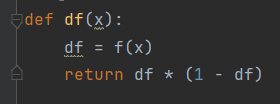 def df(x):
df = f(x)
return df * (1 - df)